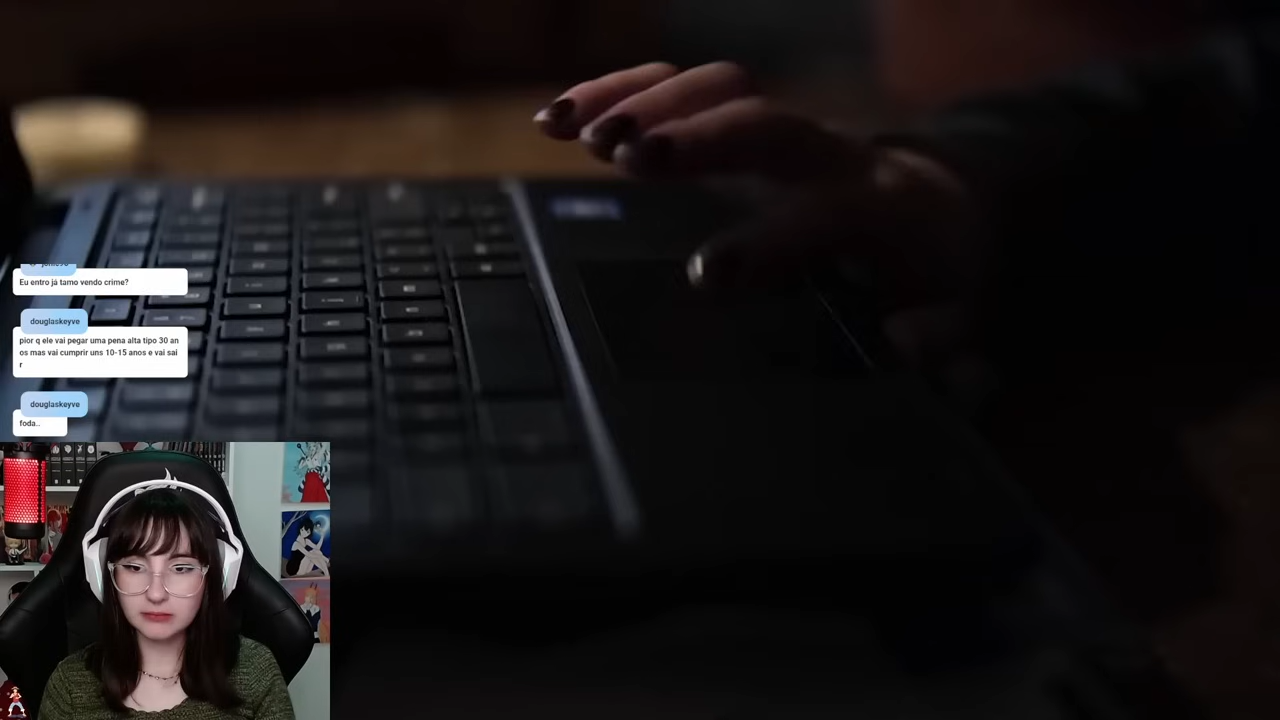 Eu entro já tamo vendo crime?
douglaskeyve
pior q ele vai pegar uma pena alta tipo 30 an
os mas vai cumprir uns 10-15 anos e vai sai
r
douglaskeyve
foda..